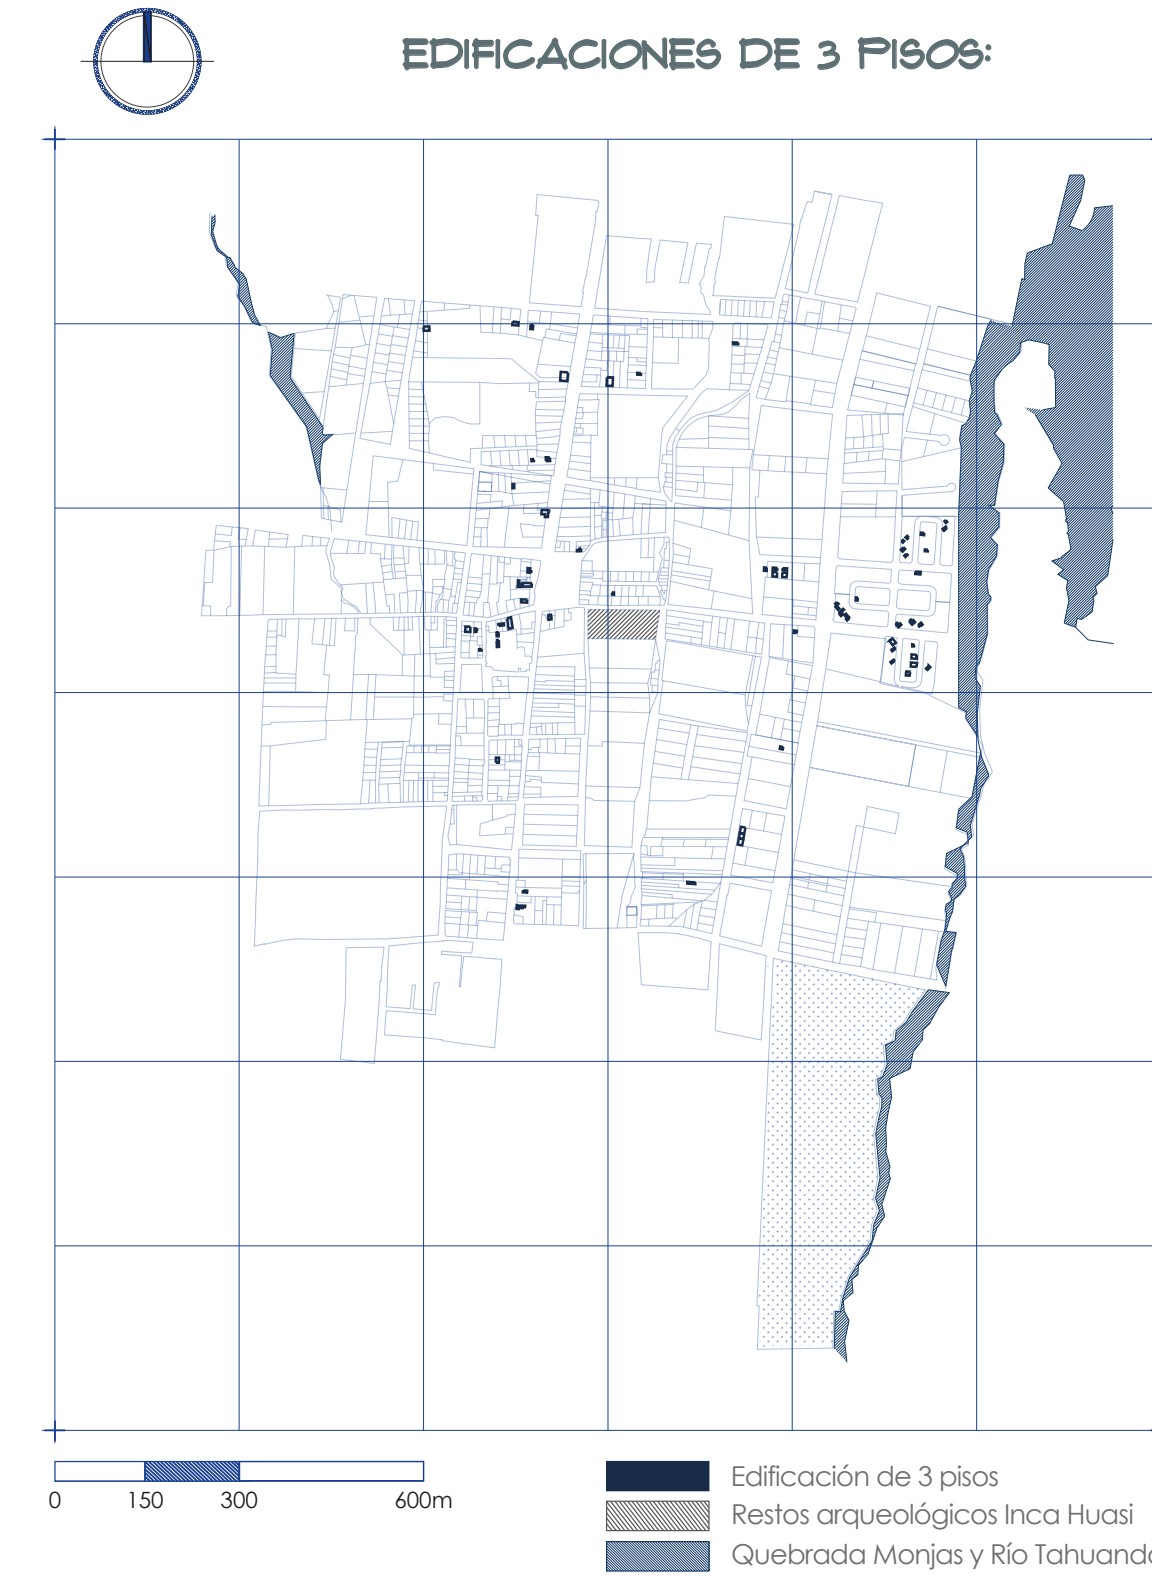 EDIFICACIONES DE 3 PISOS:
0 150 300 600m
Edificación de 3 pisos
Restos arqueológicos Inca Huasi
Quebrada Monjas y Río Tahuando